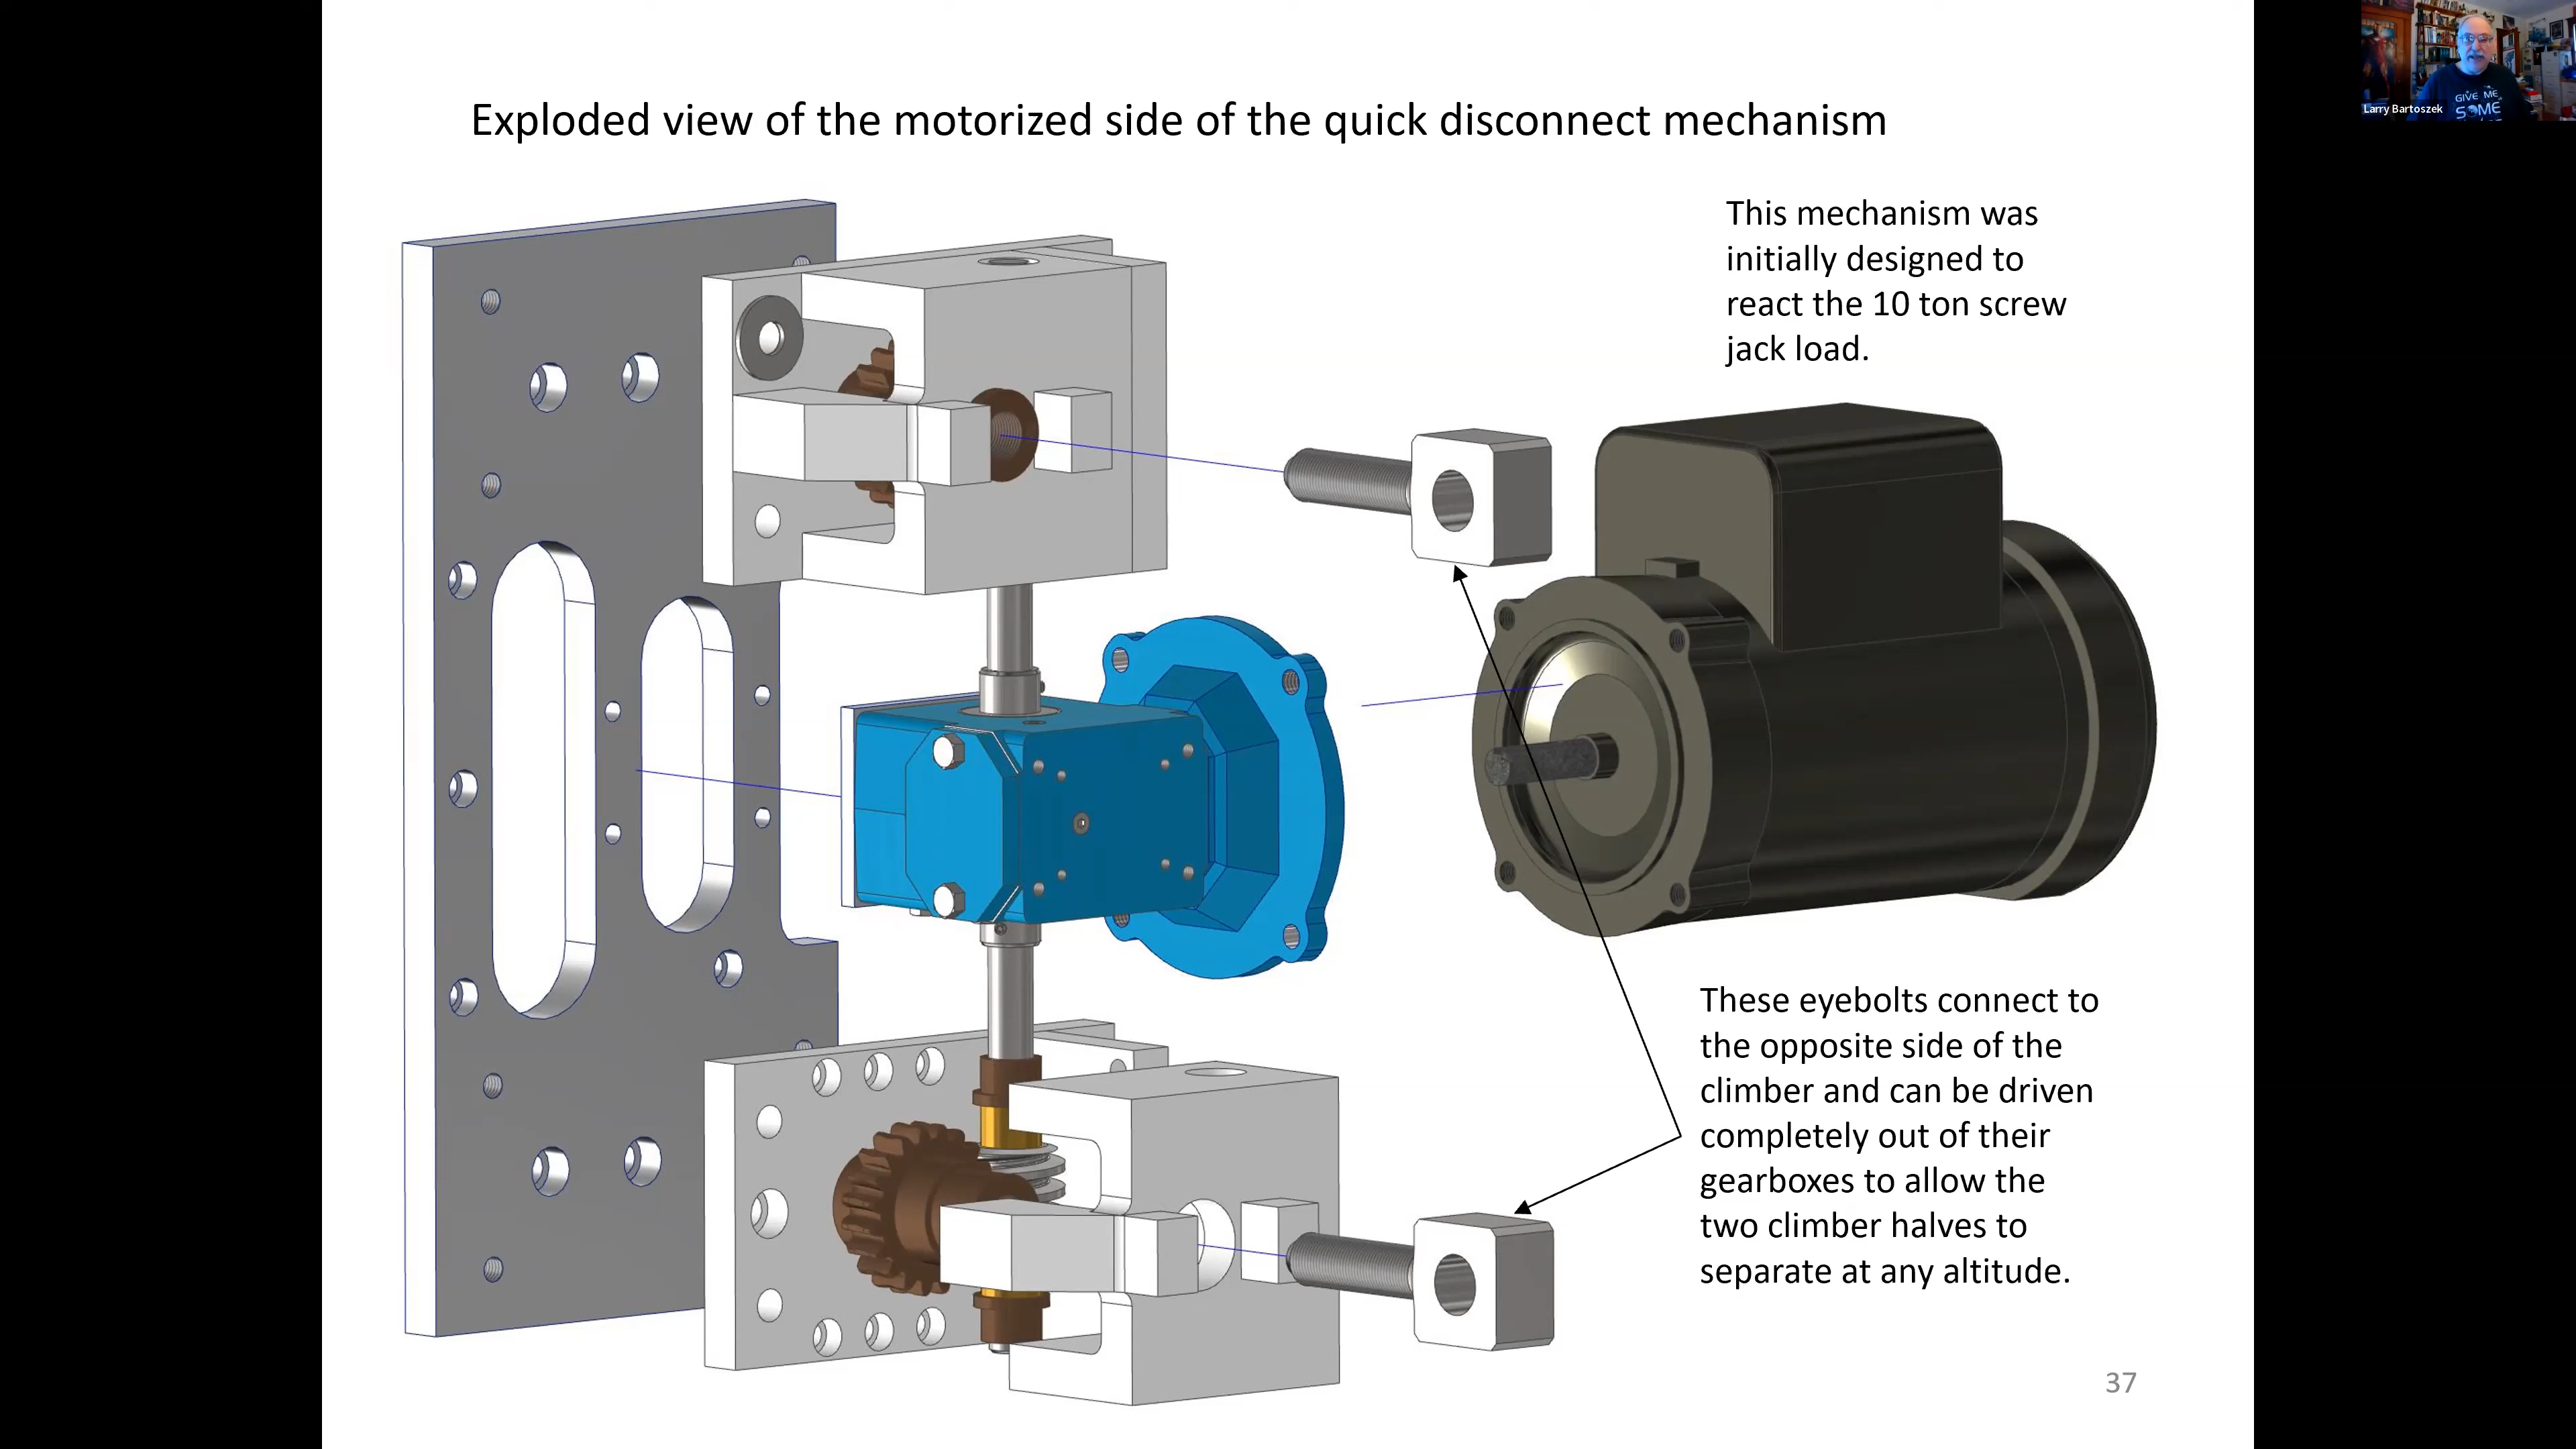 Exploded view of the motorized side of the quick disconnect mechanism
This mechanism was
initially designed to
react the 10 ton screw
jack load.
These eyebolts connect to
the opposite side of the
climber and can be driven
completely out of their
gearboxes to allow the
two climber halves to
separate at any altitude.
37
Larry Bartoszek
GIVE ME
SOME